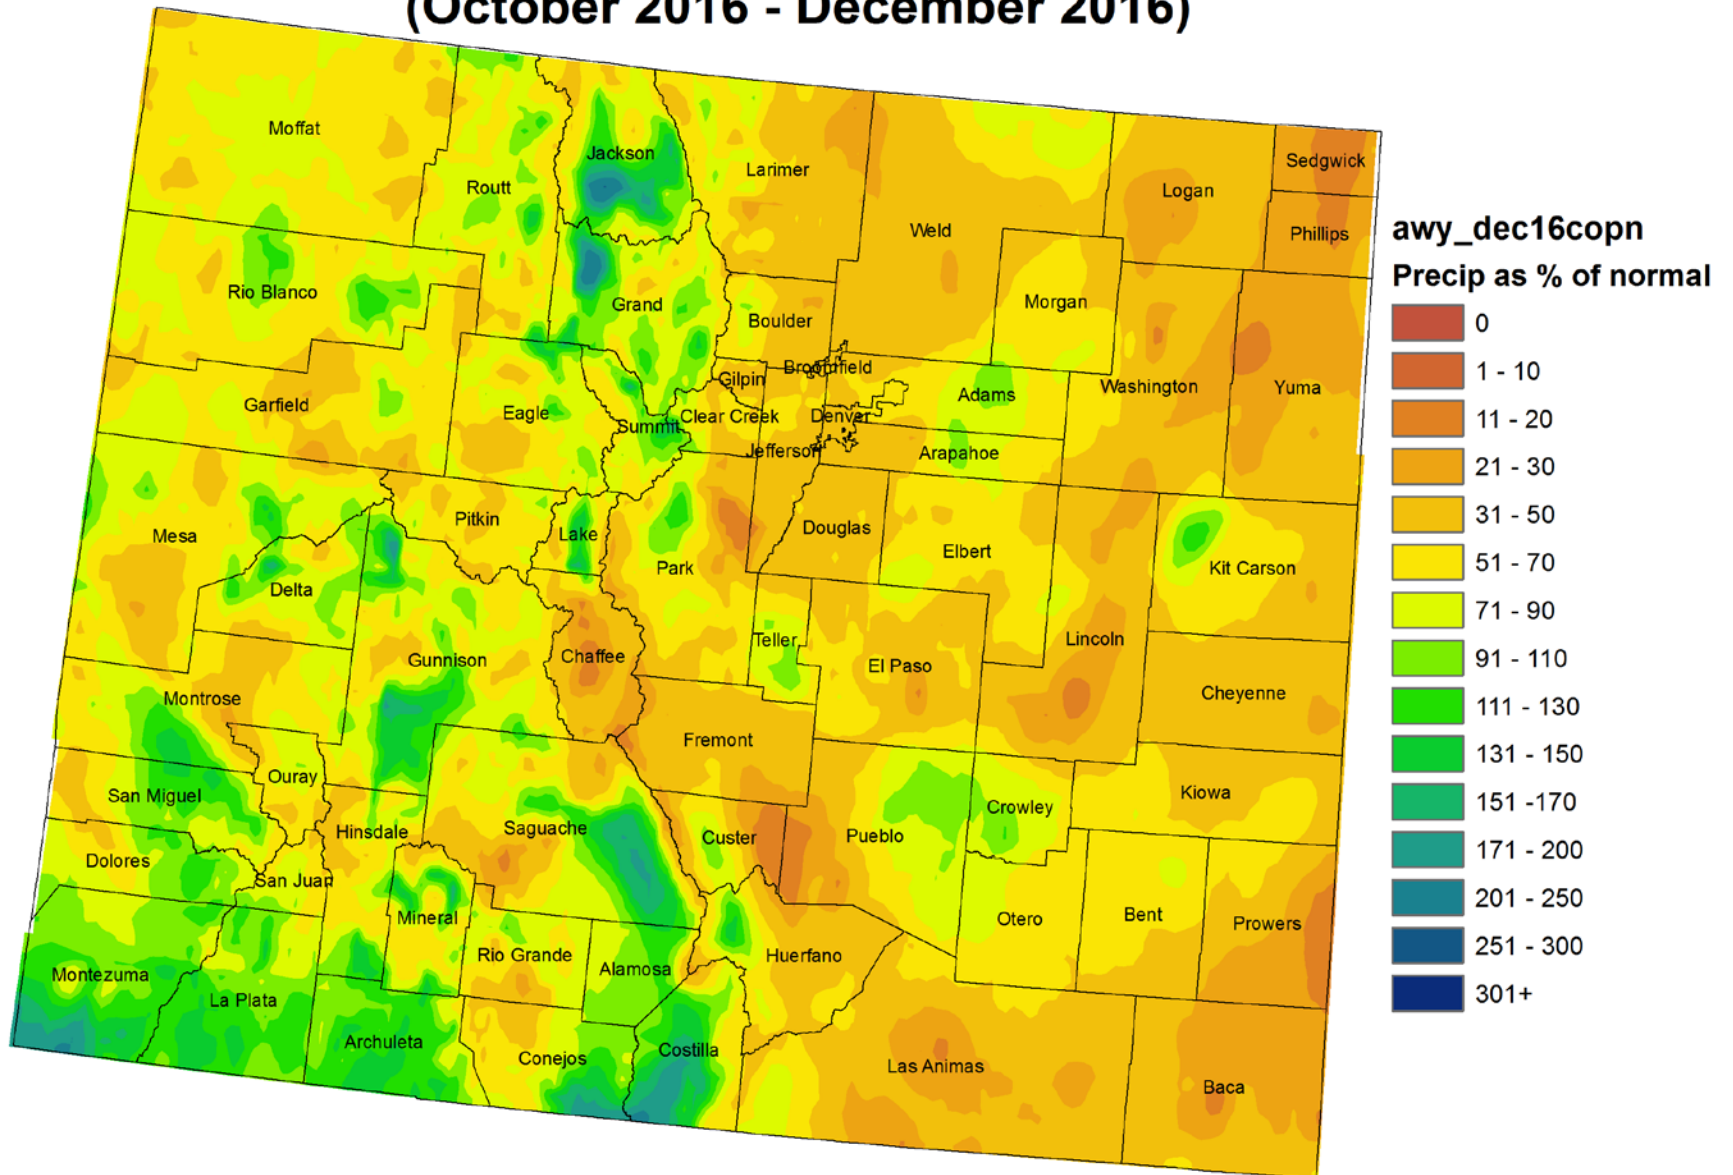 (October 2016 - December 2016)
Moffat
Jackson
Routt
Larimer
Sedgwick
Logan
Weld
Phillips
Rio Blanco
Grand
Morgan
Boulder
Broomfield
Gilpin
Adams
Washington
Yuma
Garfield
Eagle
Summit
Clear Creek
Denver
Jefferson
Arapahoe
Mesa
Pitkin
Lake
Douglas
Elbert
Park
Kit Carson
Delta
Teller
Lincoln
Gunnison
Chaffee
El Paso
Montrose
Cheyenne
Fremont
Ouray
San Miguel
Kiowa
Crowley
Hinsdale
Saguache
Custer
Pueblo
Dolores
San Juan
Mineral
Otero
Bent
Prowers
Rio Grande
Alamosa
Huerfano
Montezuma
La Plata
Archuleta
Conejos
Costilla
Las Animas
Baca
awy_dec16copn
Precip as % of normal
0
1 - 10
11 - 20
21 - 30
31 - 50
51 - 70
71 - 90
91 - 110
111 - 130
131 - 150
151 -170
171 - 200
201 - 250
251 - 300
301+